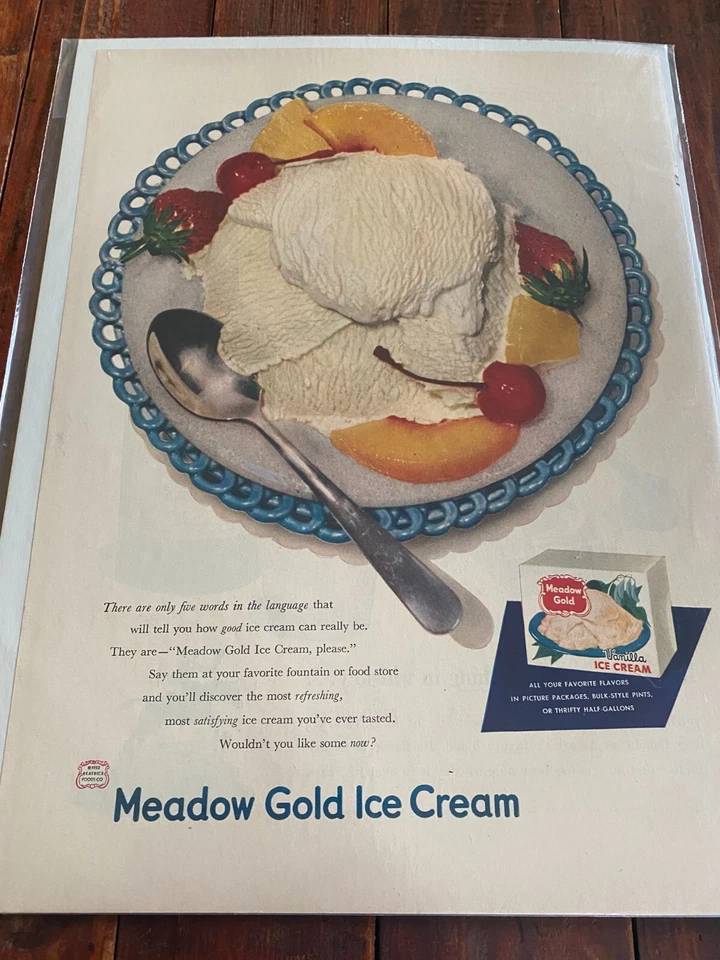 There are only five words in the language that
will tell you how good ice cream can really be.
They are—“Meadow Gold Ice Cream, please.”
Say them at your favorite fountain or food store
and you’ll discover the most refreshing,
most satisfying ice cream you’ve ever tasted.
Wouldn’t you like some now?
Meadow
Gold
Vanilla
ICE CREAM
ALL YOUR FAVORITE FLAVORS
IN PICTURE PACKAGES, BULK-STYLE PINTS,
OR THRIFTY HALF-GALLONS
©1952
BEATRICE
FOODS CO
Meadow Gold Ice Cream